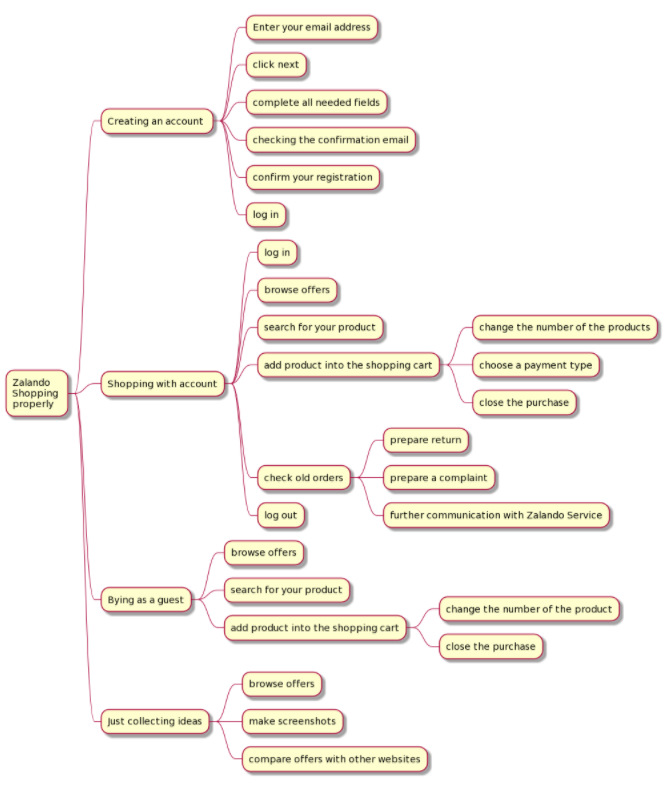 Zalando
Shopping
properly
Creating an account
Enter your email address
click next
complete all needed fields
checking the confirmation email
confirm your registration
log in
Shopping with account
log in
browse offers
search for your product
add product into the shopping cart
change the number of the products
choose a payment type
close the purchase
check old orders
prepare return
prepare a complaint
further communication with Zalando Service
log out
Bying as a guest
browse offers
search for your product
add product into the shopping cart
change the number of the product
close the purchase
Just collecting ideas
browse offers
make screenshots
compare offers with other websites